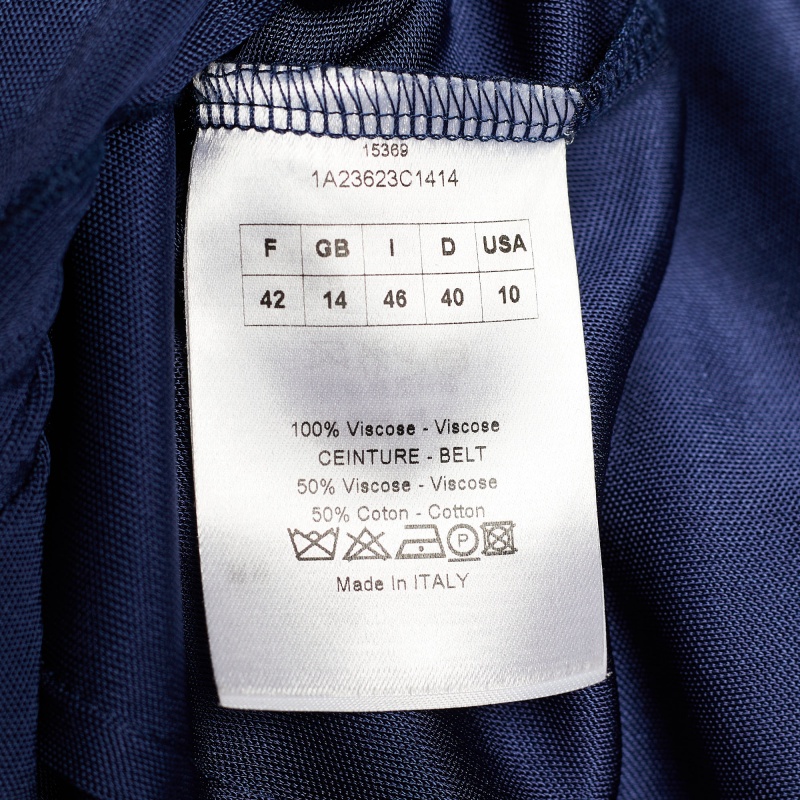 15369
1A23623C1414
F GB I D USA
42 14 46 40 10
100% Viscose - Viscose
CEINTURE - BELT
50% Viscose - Viscose
50% Coton - Cotton
P
Made In ITALY